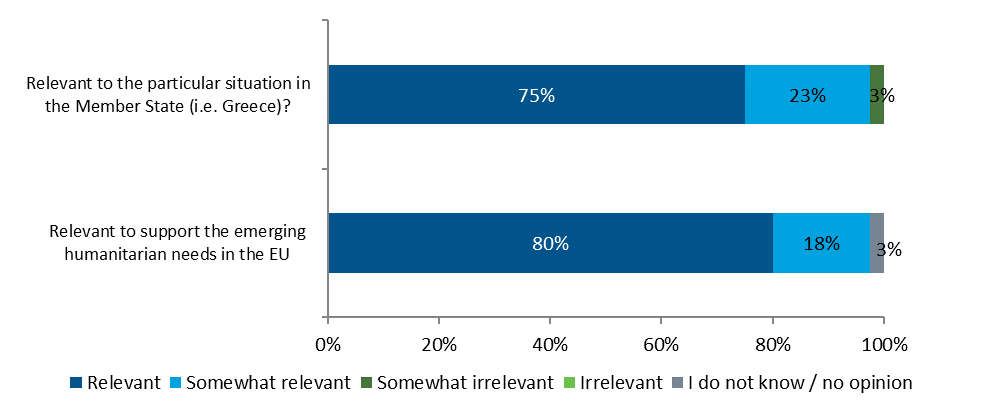 Relevant to the particular situation in
the Member State (i.e. Greece)?
75%
23%
3%
Relevant to support the emerging
humanitarian needs in the EU
80%
18%
3%
0% 20% 40% 60% 80% 100%
Relevant Somewhat relevant Somewhat irrelevant Irrelevant I do not know / no opinion